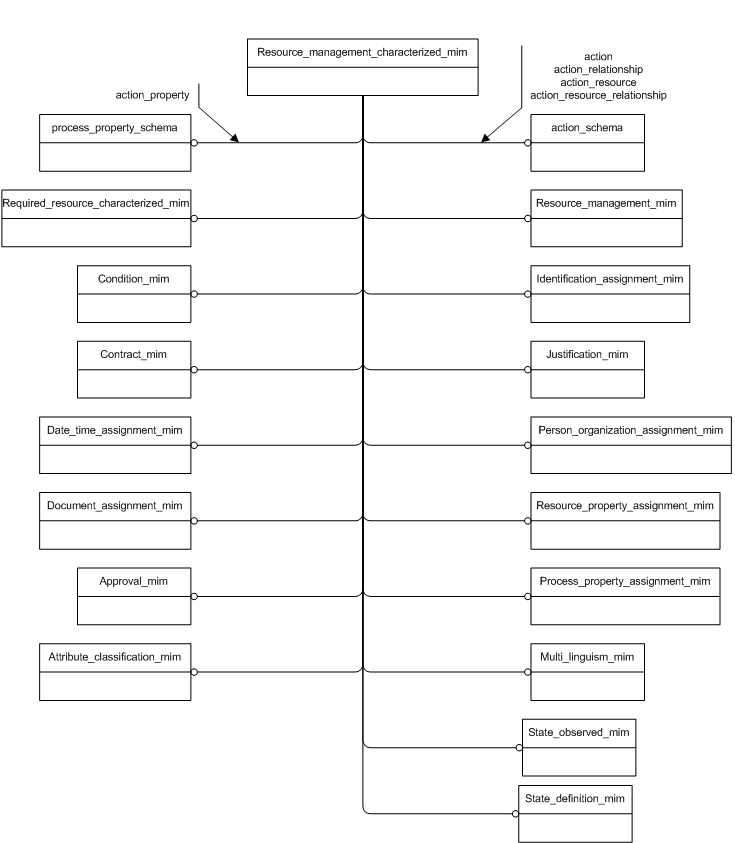 Resource_management_characterized_mim
action
action_relationship
action_resource
action_resource_relationship
action_property
process_property_schema
action_schema
Required_resource_characterized_mim
Resource_management_mim
Condition_mim
Identification_assignment_mim
Contract_mim
Justification_mim
Date_time_assignment_mim
Person_organization_assignment_mim
Document_assignment_mim
Resource_property_assignment_mim
Approval_mim
Process_property_assignment_mim
Attribute_classification_mim
Multi_linguism_mim
State_observed_mim
State_definition_mim